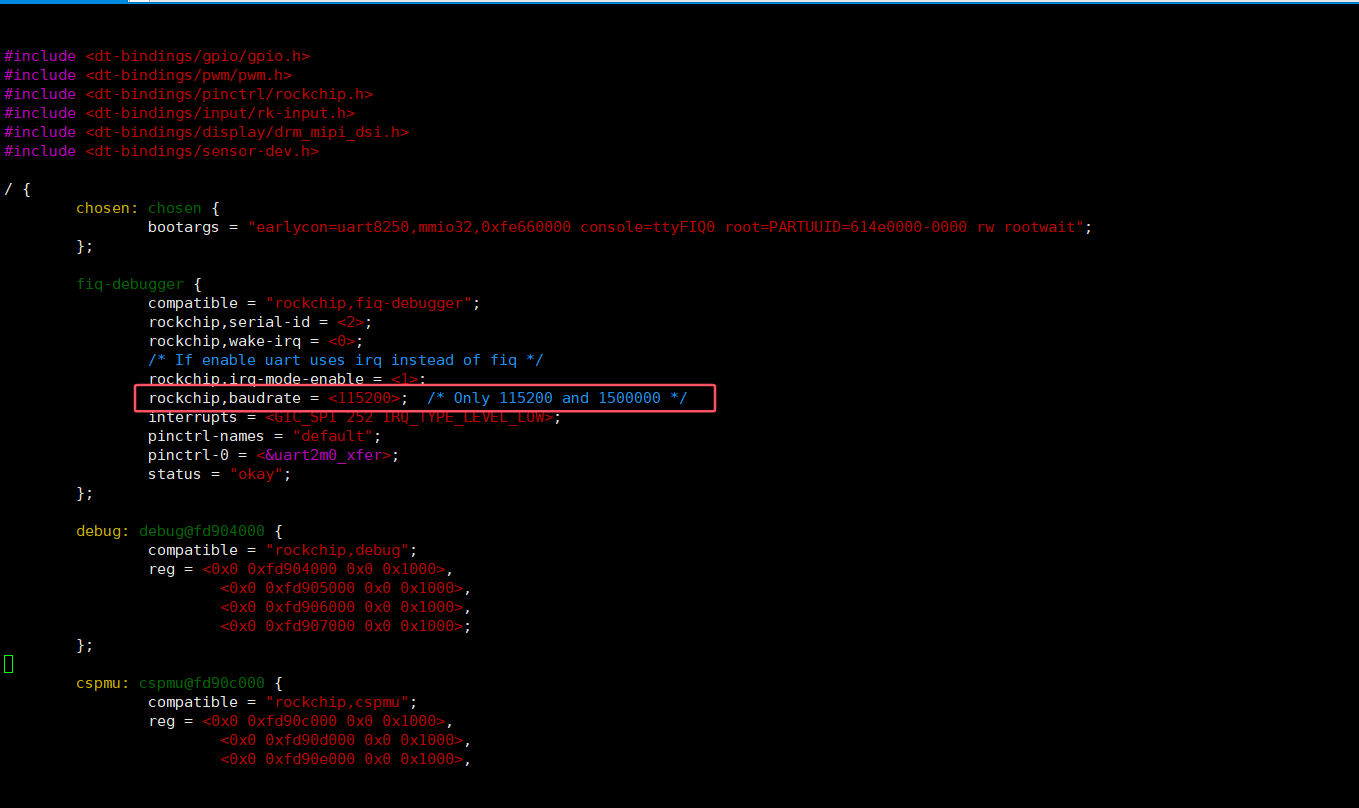 #include <dt-bindings/gpio/gpio.h>
#include <dt-bindings/pwm/pwm.h>
#include <dt-bindings/pinctrl/rockchip.h>
#include <dt-bindings/input/rk-input.h>
#include <dt-bindings/display/drm_mipi_dsi.h>
#include <dt-bindings/sensor-dev.h>
/ {
chosen: chosen {
bootargs = "earlycon=uart8250,mmio32,0xfe660000 console=ttyFIQ0 root=PARTUUID=614e0000-0000 rw rootwait";
};
fiq-debugger {
compatible = "rockchip,fiq-debugger";
rockchip,serial-id = <2>;
rockchip,wake-irq = <0>;
/* If enable uart uses irq instead of fiq */
rockchip,irq-mode-enable = <1>;
rockchip,baudrate = <115200>;  /* Only 115200 and 1500000 */
interrupts = <GIC_SPI 252 IRQ_TYPE_LEVEL_LOW>;
pinctrl-names = "default";
pinctrl-0 = <&uart2m0_xfer>;
status = "okay";
};
debug: debug@fd904000 {
compatible = "rockchip,debug";
reg = <0x0 0xfd904000 0x0 0x1000>,
<0x0 0xfd905000 0x0 0x1000>,
<0x0 0xfd906000 0x0 0x1000>,
<0x0 0xfd907000 0x0 0x1000>;
};
cspmu: cspmu@fd90c000 {
compatible = "rockchip,cspmu";
reg = <0x0 0xfd90c000 0x0 0x1000>,
<0x0 0xfd90d000 0x0 0x1000>,
<0x0 0xfd90e000 0x0 0x1000>,